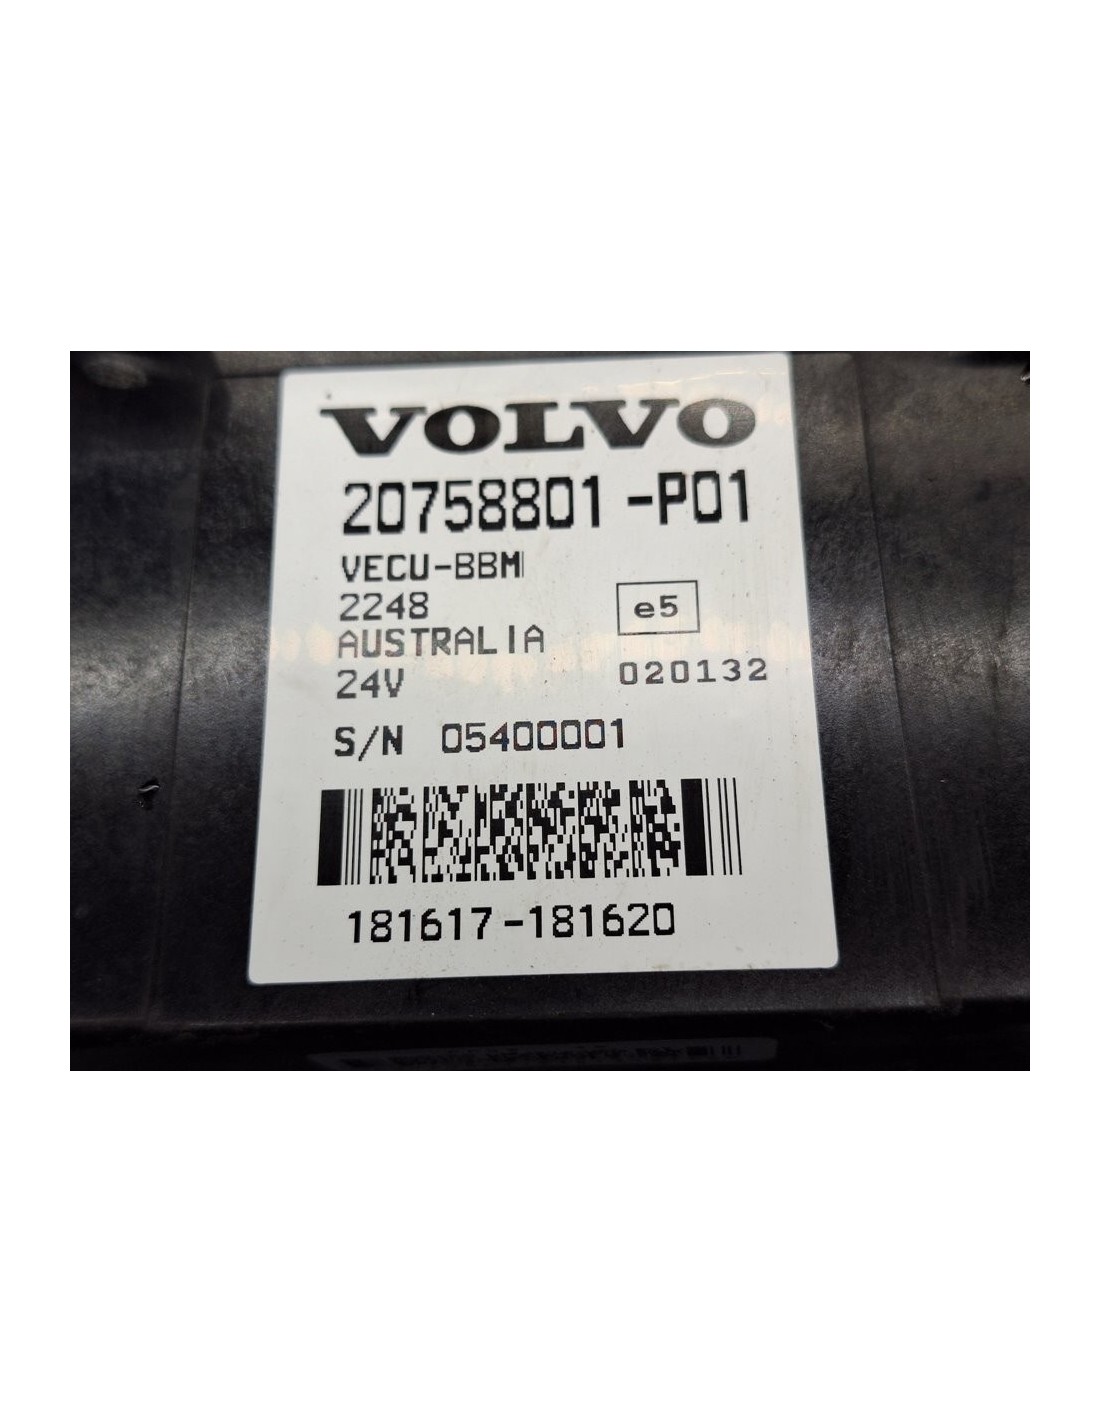 VOLVO
20758801-P01
VECU-BBM
2248
e5
AUSTRALIA
24V
020132
S/N 05400001
181617-181620